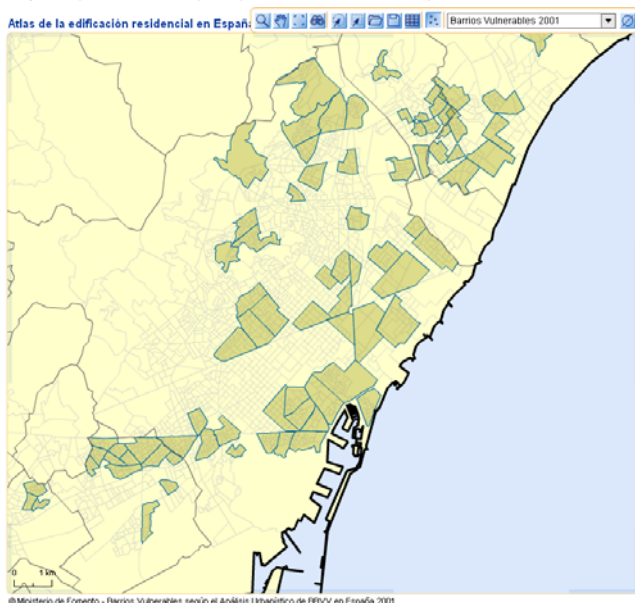 Atlas de la edificación residencial en España
Barrios Vulnerables 2001
0 1 km
© Ministerio de Fomento - Barrios Vulnerables según el Análisis Urbanístico de BBVV en España 2001